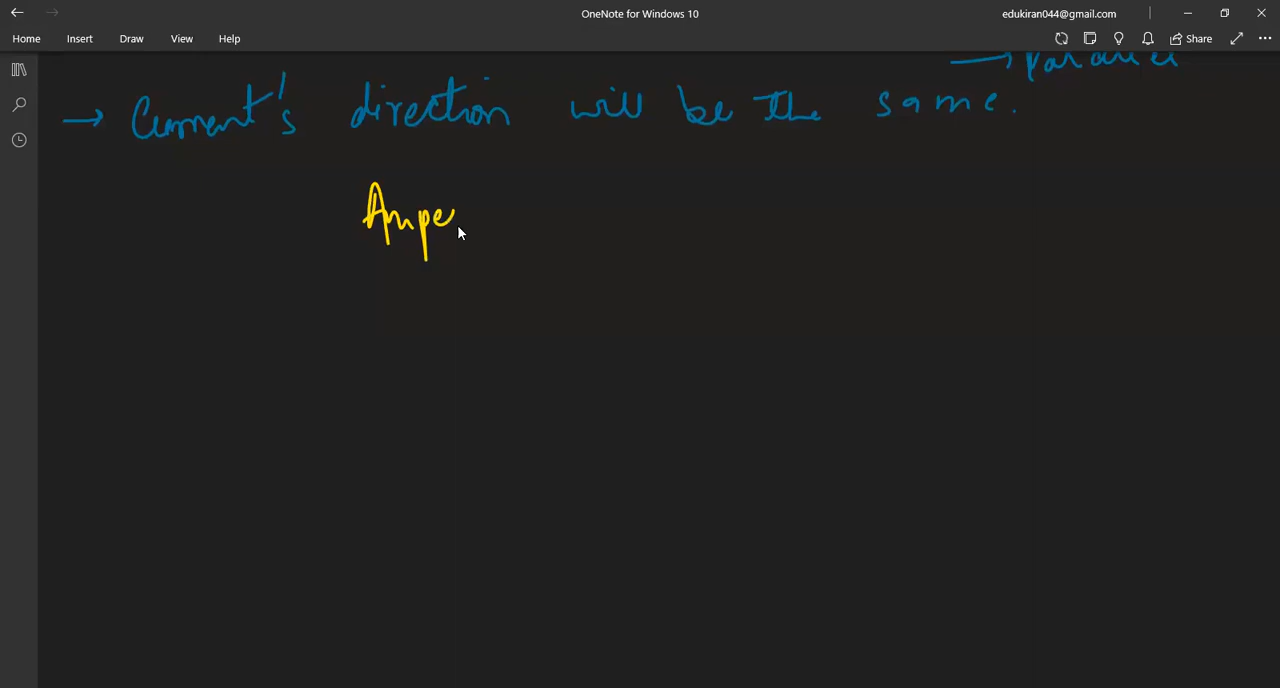 OneNote for Windows 10
edukiran044@gmail.com
Home Insert Draw View Help
Share
→ Parallel
→ Current's direction will be the same.
Ampe